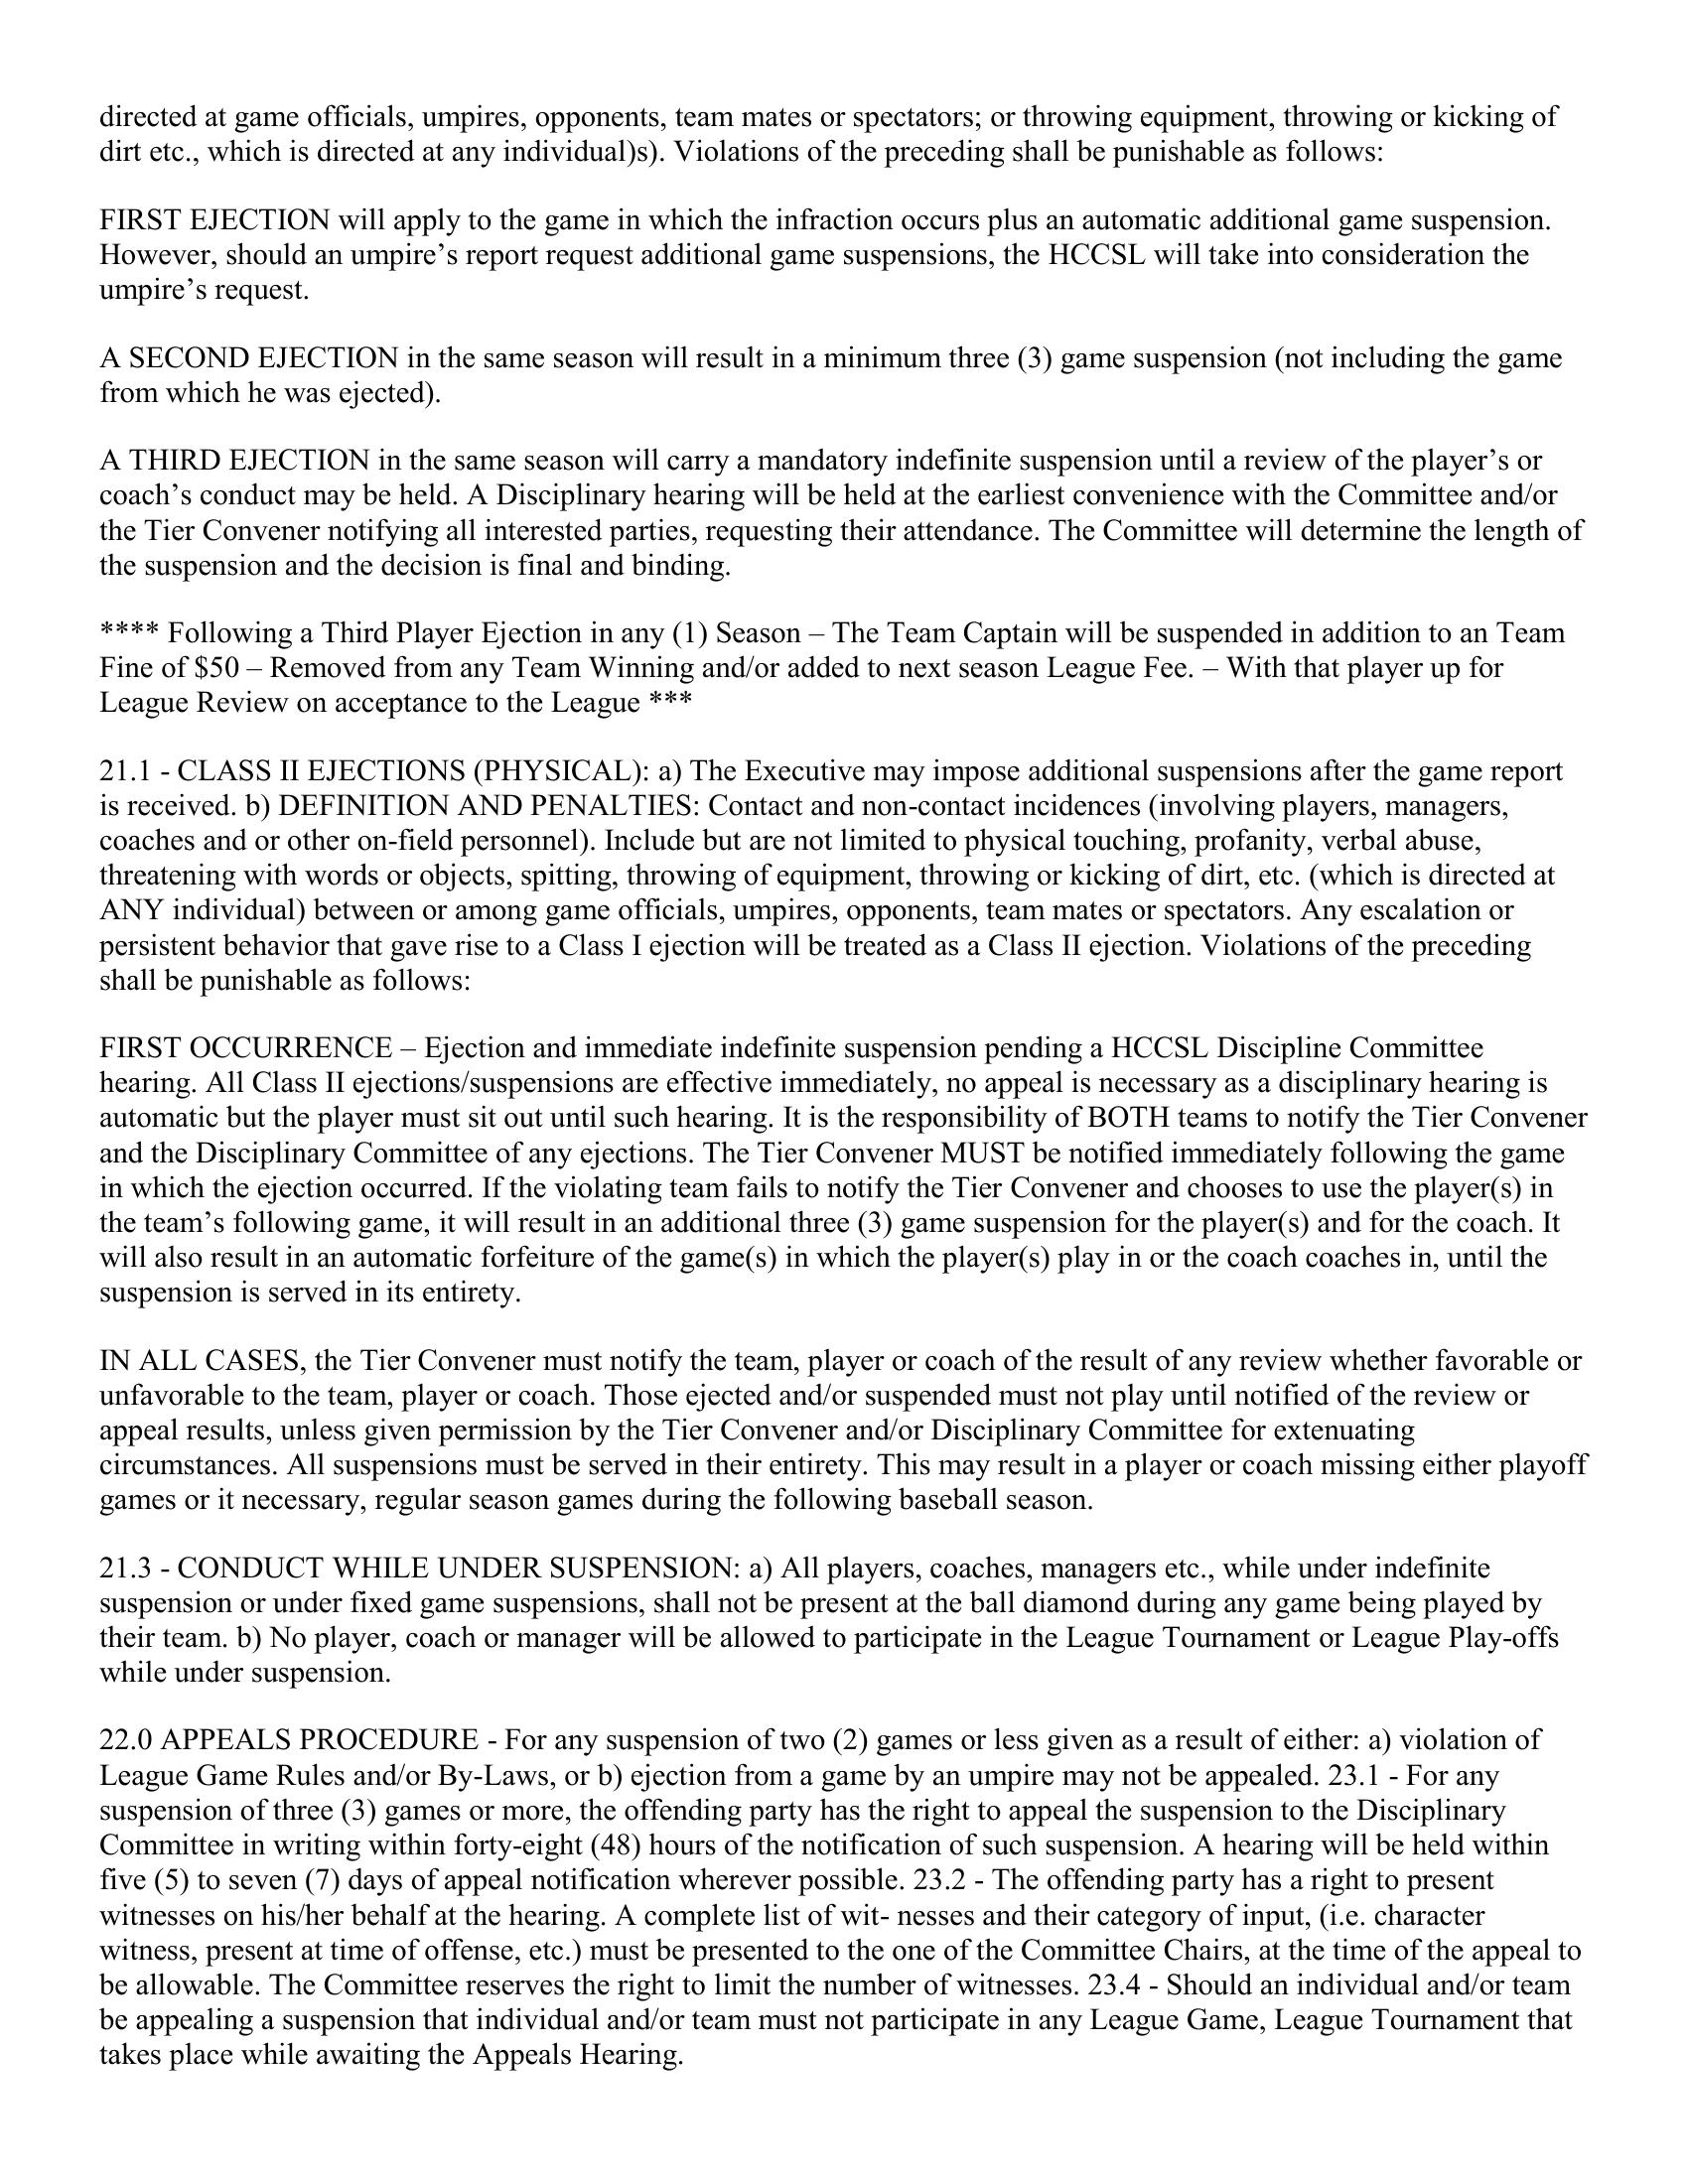 directed at game officials, umpires, opponents, team mates or spectators; or throwing equipment, throwing or kicking of
dirt etc., which is directed at any individual)s). Violations of the preceding shall be punishable as follows:
FIRST EJECTION will apply to the game in which the infraction occurs plus an automatic additional game suspension.
However, should an umpire’s report request additional game suspensions, the HCCSL will take into consideration the
umpire’s request.
A SECOND EJECTION in the same season will result in a minimum three (3) game suspension (not including the game
from which he was ejected).
A THIRD EJECTION in the same season will carry a mandatory indefinite suspension until a review of the player’s or
coach’s conduct may be held. A Disciplinary hearing will be held at the earliest convenience with the Committee and/or
the Tier Convener notifying all interested parties, requesting their attendance. The Committee will determine the length of
the suspension and the decision is final and binding.
**** Following a Third Player Ejection in any (1) Season – The Team Captain will be suspended in addition to an Team
Fine of $50 – Removed from any Team Winning and/or added to next season League Fee. – With that player up for
League Review on acceptance to the League ***
21.1 - CLASS II EJECTIONS (PHYSICAL): a) The Executive may impose additional suspensions after the game report
is received. b) DEFINITION AND PENALTIES: Contact and non-contact incidences (involving players, managers,
coaches and or other on-field personnel). Include but are not limited to physical touching, profanity, verbal abuse,
threatening with words or objects, spitting, throwing of equipment, throwing or kicking of dirt, etc. (which is directed at
ANY individual) between or among game officials, umpires, opponents, team mates or spectators. Any escalation or
persistent behavior that gave rise to a Class I ejection will be treated as a Class II ejection. Violations of the preceding
shall be punishable as follows:
FIRST OCCURRENCE – Ejection and immediate indefinite suspension pending a HCCSL Discipline Committee
hearing. All Class II ejections/suspensions are effective immediately, no appeal is necessary as a disciplinary hearing is
automatic but the player must sit out until such hearing. It is the responsibility of BOTH teams to notify the Tier Convener
and the Disciplinary Committee of any ejections. The Tier Convener MUST be notified immediately following the game
in which the ejection occurred. If the violating team fails to notify the Tier Convener and chooses to use the player(s) in
the team’s following game, it will result in an additional three (3) game suspension for the player(s) and for the coach. It
will also result in an automatic forfeiture of the game(s) in which the player(s) play in or the coach coaches in, until the
suspension is served in its entirety.
IN ALL CASES, the Tier Convener must notify the team, player or coach of the result of any review whether favorable or
unfavorable to the team, player or coach. Those ejected and/or suspended must not play until notified of the review or
appeal results, unless given permission by the Tier Convener and/or Disciplinary Committee for extenuating
circumstances. All suspensions must be served in their entirety. This may result in a player or coach missing either playoff
games or it necessary, regular season games during the following baseball season.
21.3 - CONDUCT WHILE UNDER SUSPENSION: a) All players, coaches, managers etc., while under indefinite
suspension or under fixed game suspensions, shall not be present at the ball diamond during any game being played by
their team. b) No player, coach or manager will be allowed to participate in the League Tournament or League Play-offs
while under suspension.
22.0 APPEALS PROCEDURE - For any suspension of two (2) games or less given as a result of either: a) violation of
League Game Rules and/or By-Laws, or b) ejection from a game by an umpire may not be appealed. 23.1 - For any
suspension of three (3) games or more, the offending party has the right to appeal the suspension to the Disciplinary
Committee in writing within forty-eight (48) hours of the notification of such suspension. A hearing will be held within
five (5) to seven (7) days of appeal notification wherever possible. 23.2 - The offending party has a right to present
witnesses on his/her behalf at the hearing. A complete list of wit- nesses and their category of input, (i.e. character
witness, present at time of offense, etc.) must be presented to the one of the Committee Chairs, at the time of the appeal to
be allowable. The Committee reserves the right to limit the number of witnesses. 23.4 - Should an individual and/or team
be appealing a suspension that individual and/or team must not participate in any League Game, League Tournament that
takes place while awaiting the Appeals Hearing.